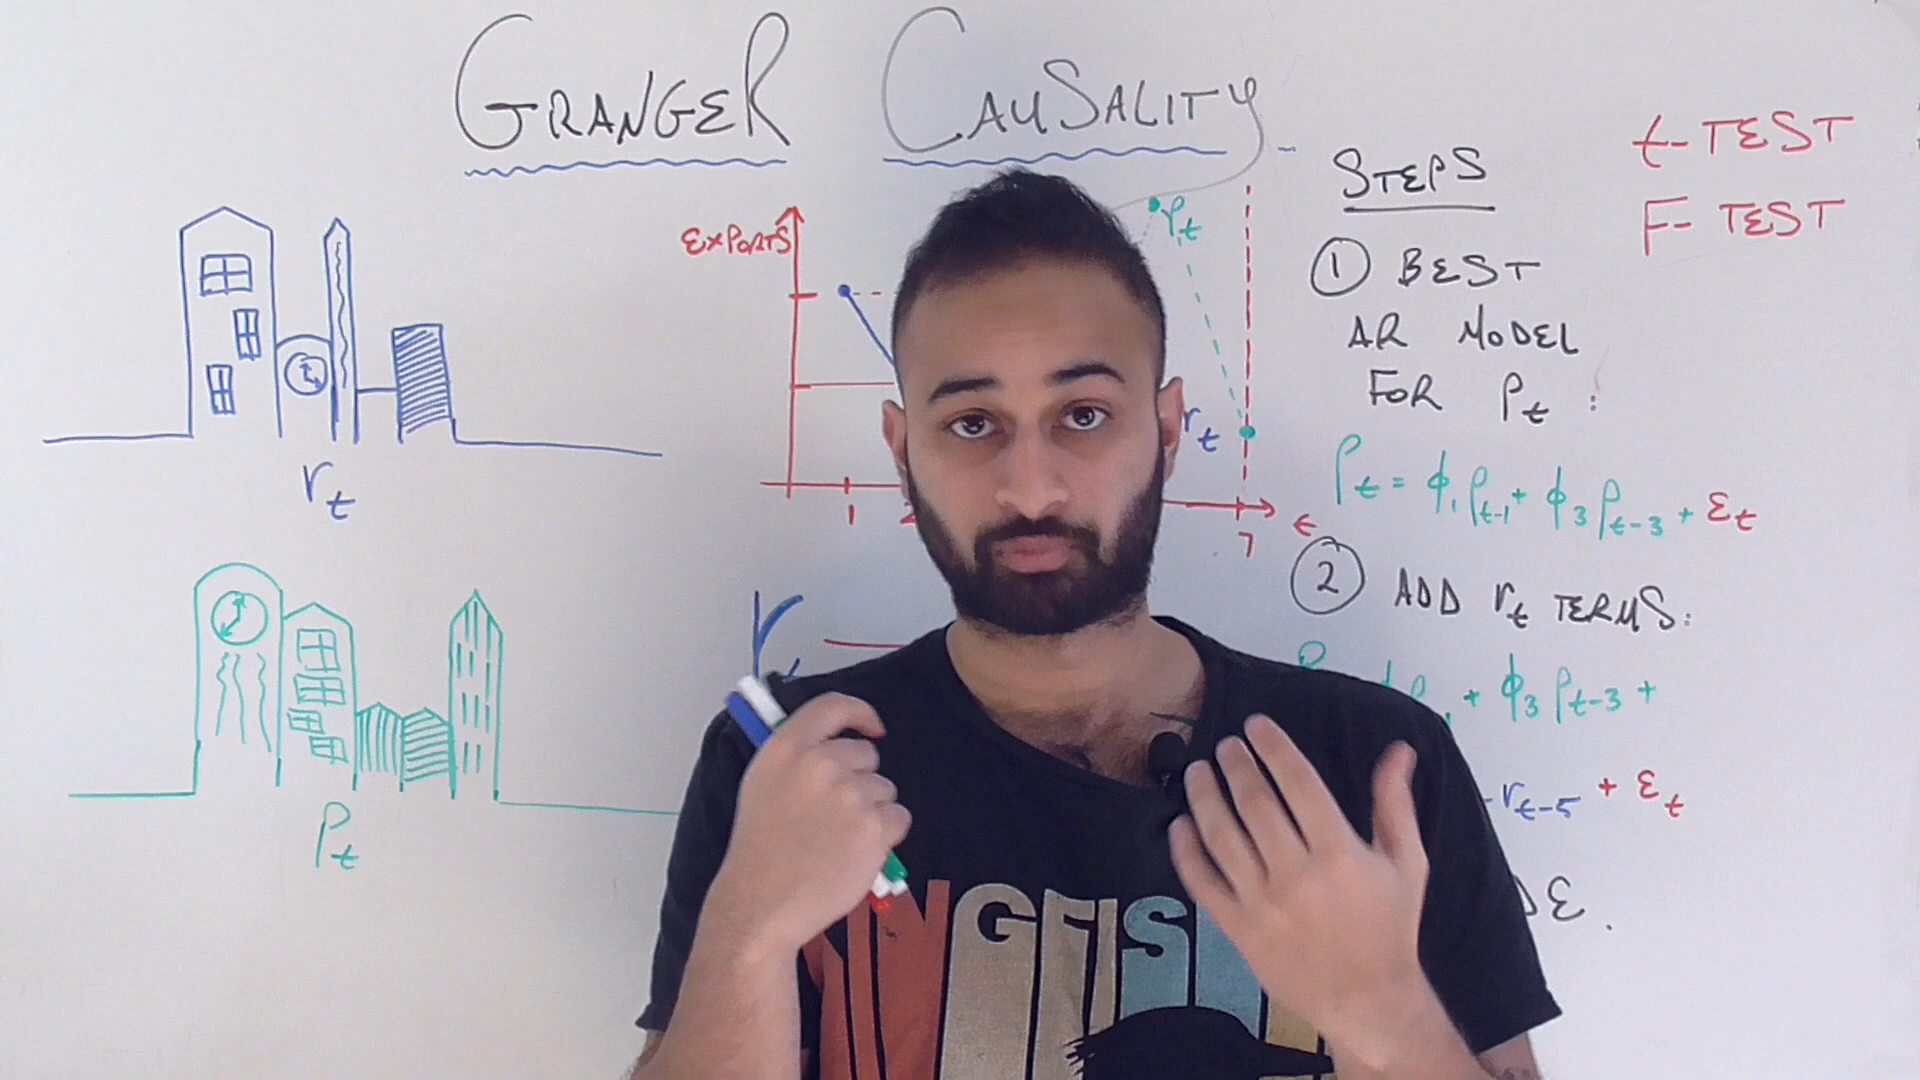 GRANGER CAUSALITY
t-TEST
F-TEST
STEPS
① BEST
AR MODEL
FOR ρt :
ρt = φ1ρt-1 + φ3ρt-3 + εt
② ADD rt TERMS:
+ φ3ρt-3 +
rt-5 + εt
EXPORTS
ρt
rt
1
7
t
rt
ρt